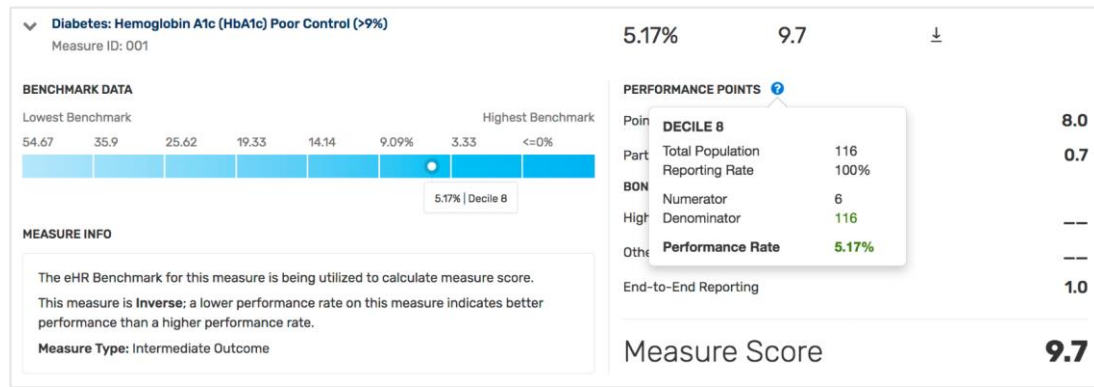 Diabetes: Hemoglobin A1c (HbA1c) Poor Control (>9%)
Measure ID: 001
5.17% 9.7
BENCHMARK DATA
Lowest Benchmark Highest Benchmark
54.67 35.9 25.62 19.33 14.14 9.09% 3.33 <=0%
5.17% | Decile 8
MEASURE INFO
The eHR Benchmark for this measure is being utilized to calculate measure score.
This measure is Inverse; a lower performance rate on this measure indicates better
performance than a higher performance rate.
Measure Type: Intermediate Outcome
PERFORMANCE POINTS ?
8.0
Part 0.7
DECILE 8
Total Population 116
Reporting Rate 100%
Numerator 6
Denominator 116
Performance Rate 5.17%
BON
High --
Othe --
End-to-End Reporting 1.0
Measure Score 9.7